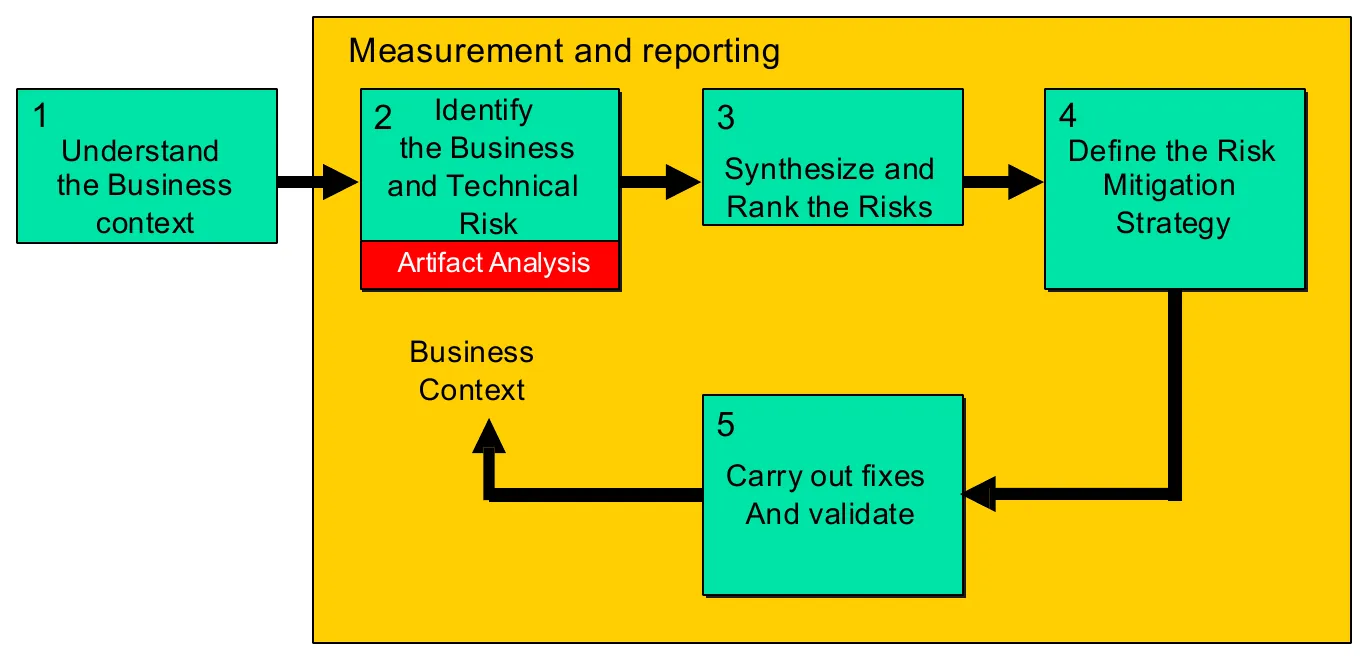 Measurement and reporting
1
Understand
the Business
context
2
Identify
the Business
and Technical
Risk
Artifact Analysis
3
Synthesize and
Rank the Risks
4
Define the Risk
Mitigation
Strategy
Business
Context
5
Carry out fixes
And validate